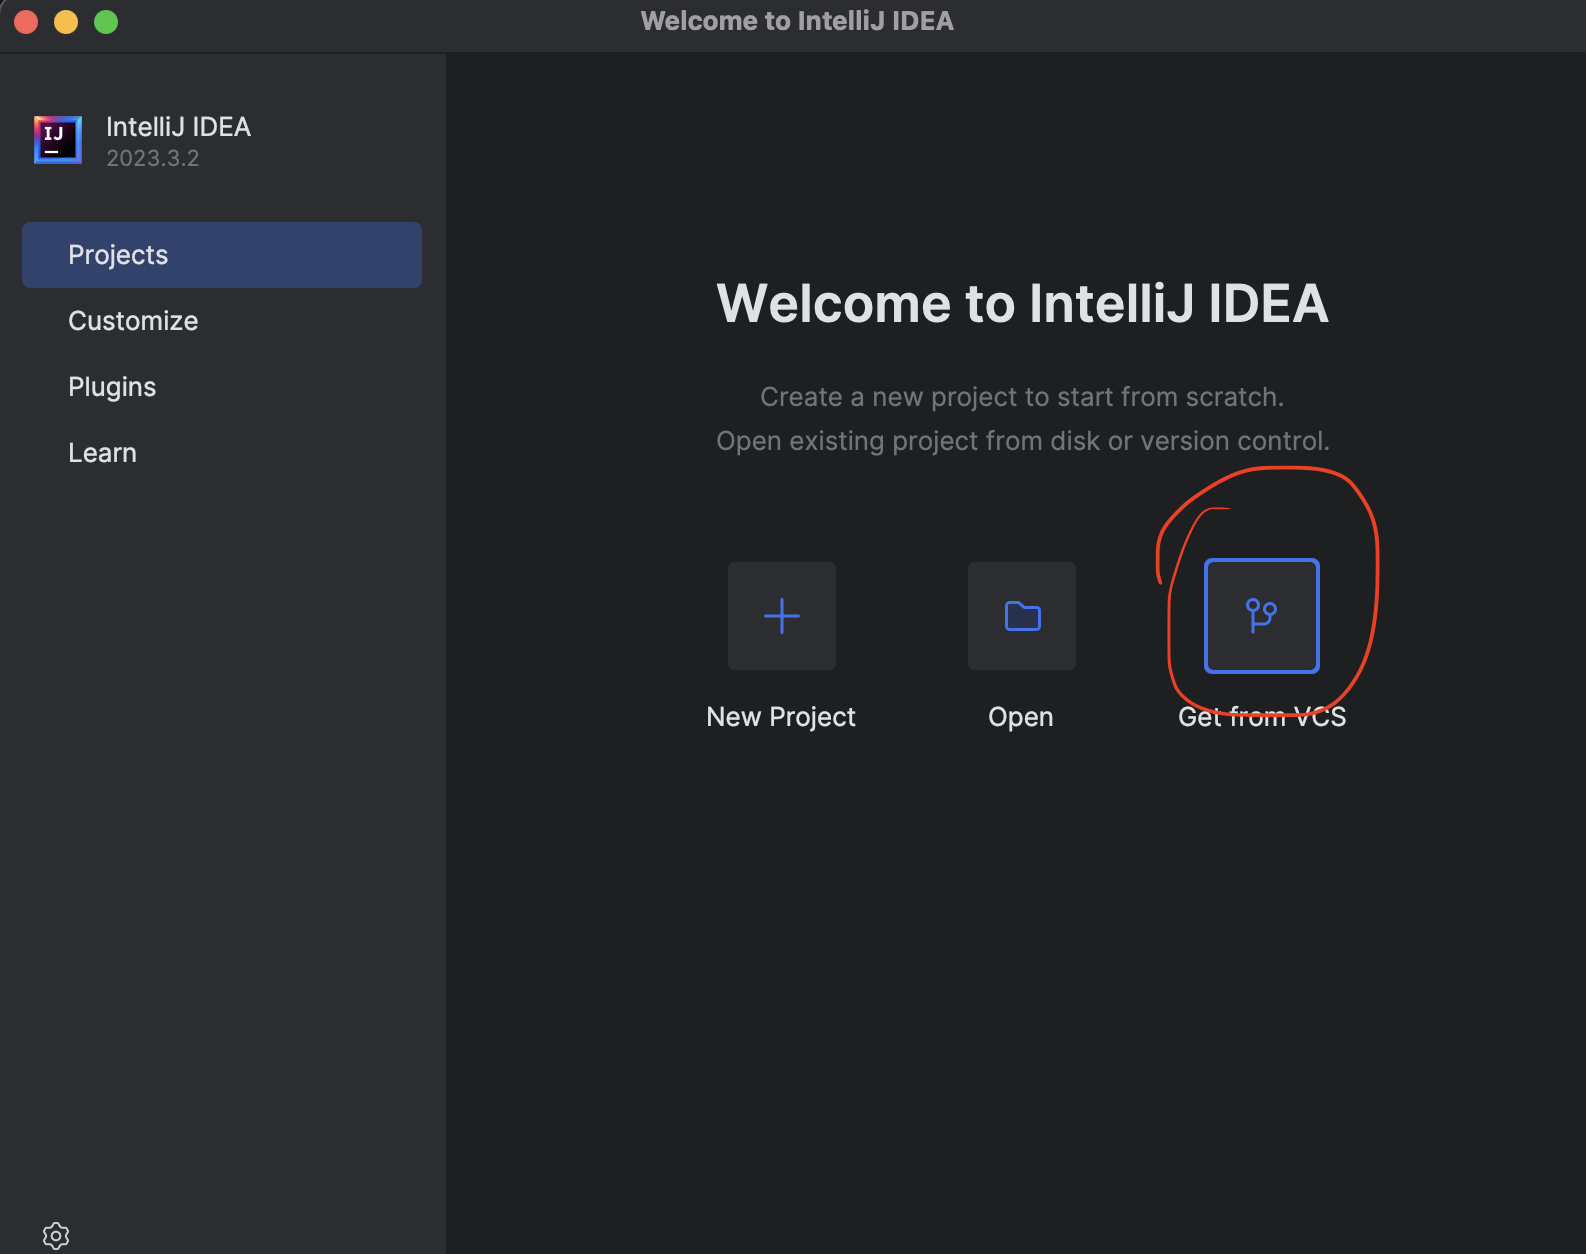 Welcome to IntelliJ IDEA
IJ
IntelliJ IDEA
2023.3.2
Projects
Customize
Plugins
Learn
Welcome to IntelliJ IDEA
Create a new project to start from scratch.
Open existing project from disk or version control.
New Project
Open
Get from VCS